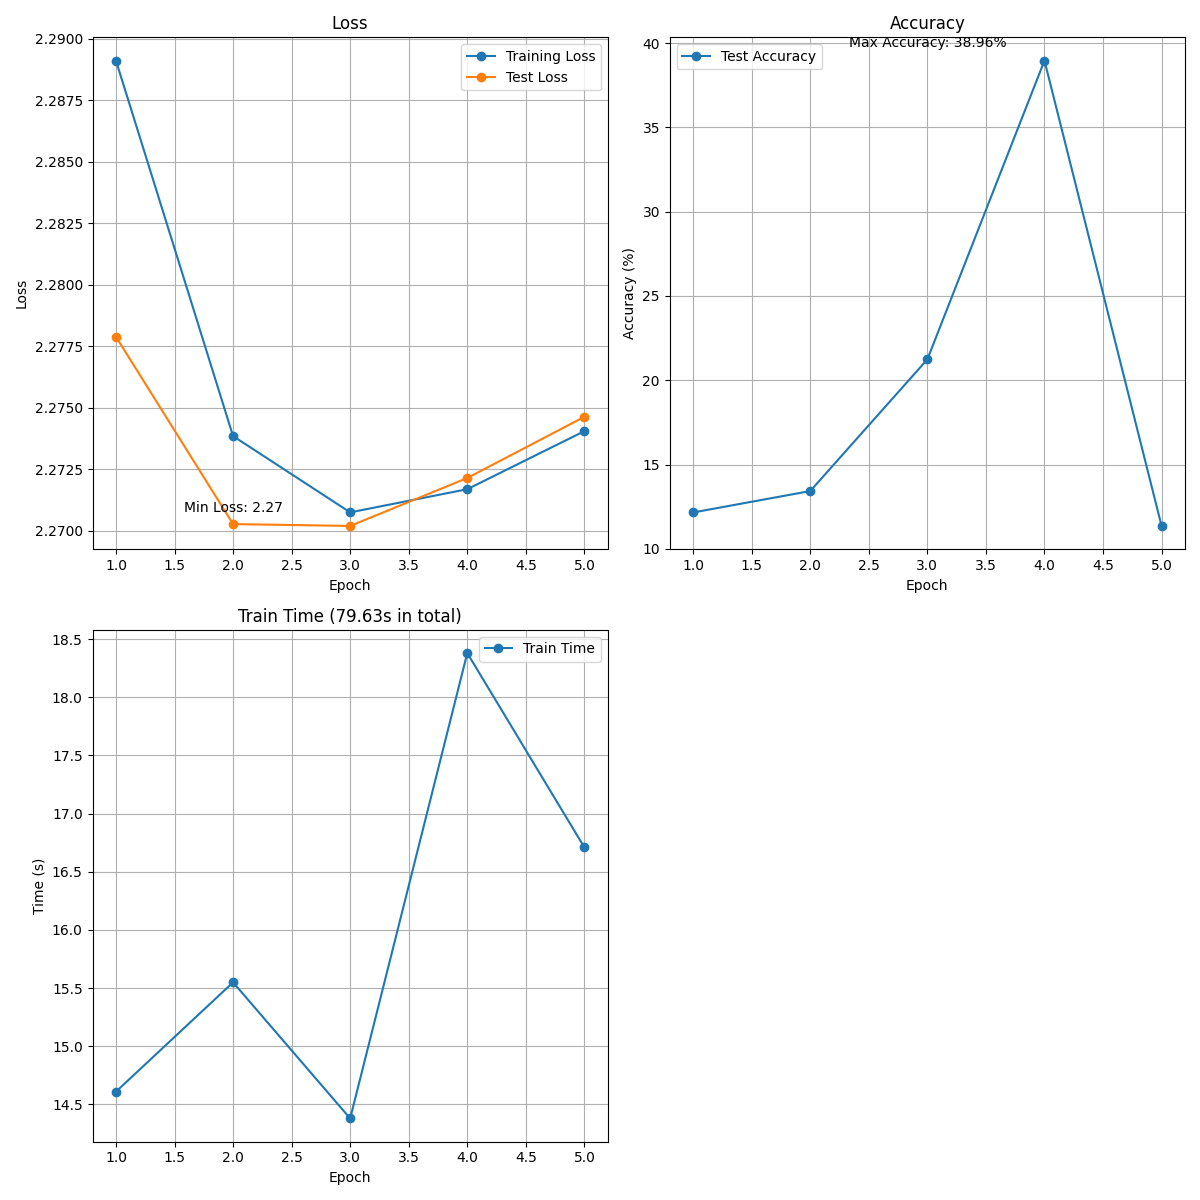 Loss
2.2900
2.2875
2.2850
2.2825
2.2800
2.2775
2.2750
2.2725
2.2700
Loss
Training Loss
Test Loss
Min Loss: 2.27
1.0 1.5 2.0 2.5 3.0 3.5 4.0 4.5 5.0
Epoch
Accuracy
Max Accuracy: 38.96%
Test Accuracy
40
35
30
25
20
15
10
Accuracy (%)
1.0 1.5 2.0 2.5 3.0 3.5 4.0 4.5 5.0
Epoch
Train Time (79.63s in total)
Train Time
18.5
18.0
17.5
17.0
16.5
16.0
15.5
15.0
14.5
Time (s)
1.0 1.5 2.0 2.5 3.0 3.5 4.0 4.5 5.0
Epoch